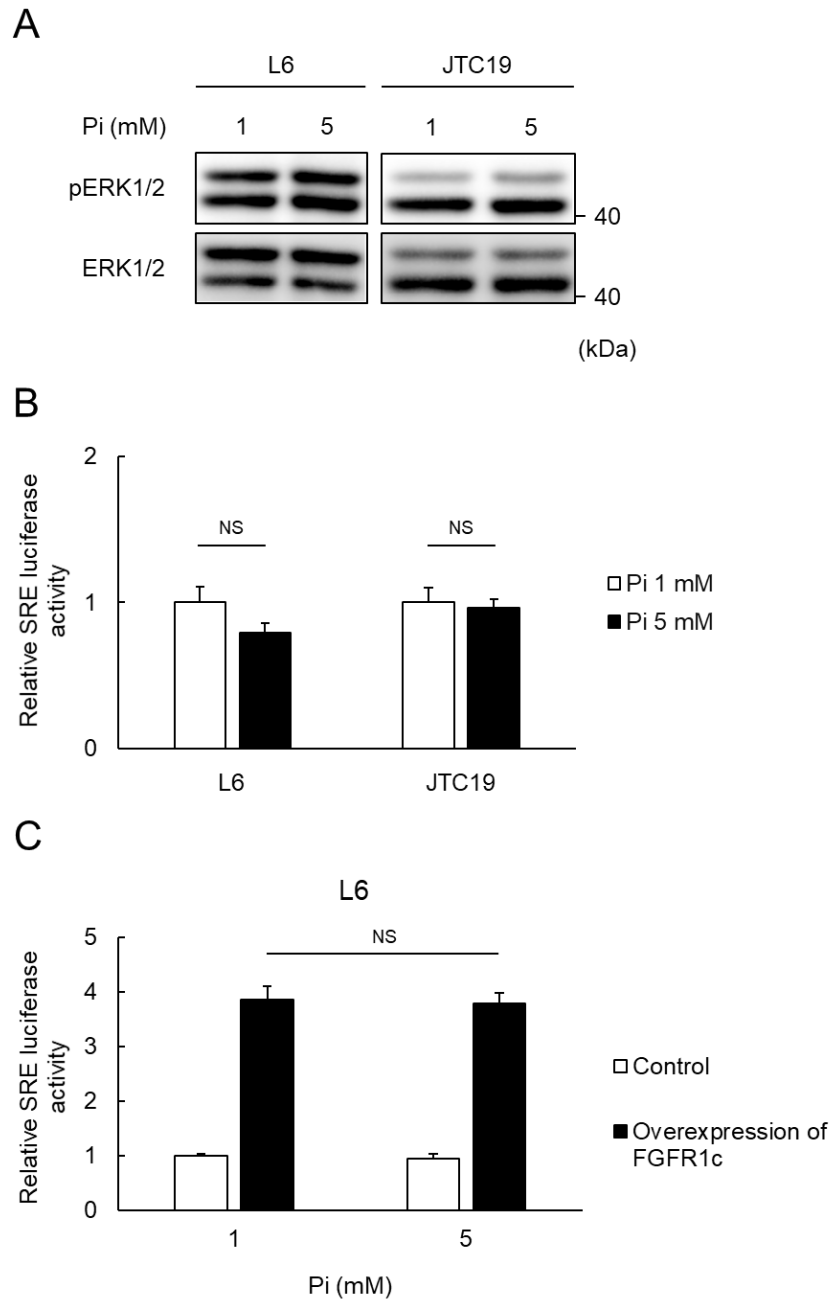 A
L6 JTC19
Pi (mM) 1 5 1 5
pERK1/2
40
ERK1/2
40
(kDa)
B
Relative SRE luciferase
activity
2
1
0
NS NS
Pi 1 mM
Pi 5 mM
L6 JTC19
C
L6
Relative SRE luciferase
activity
5
4
3
2
1
0
NS
Control
Overexpression of
FGFR1c
1 5
Pi (mM)